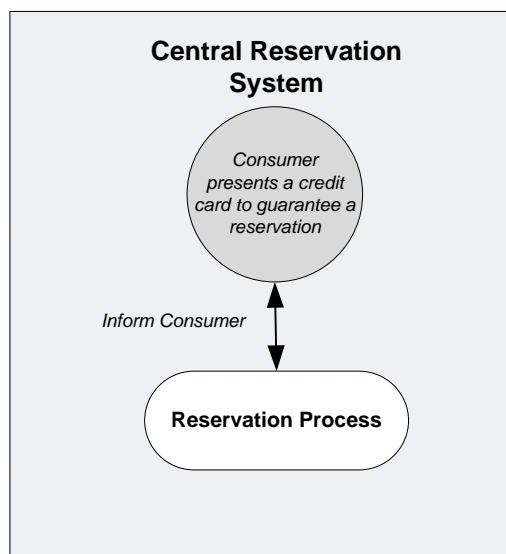 Central Reservation
System
Consumer
presents a credit
card to guarantee a
reservation
Inform Consumer
Reservation Process